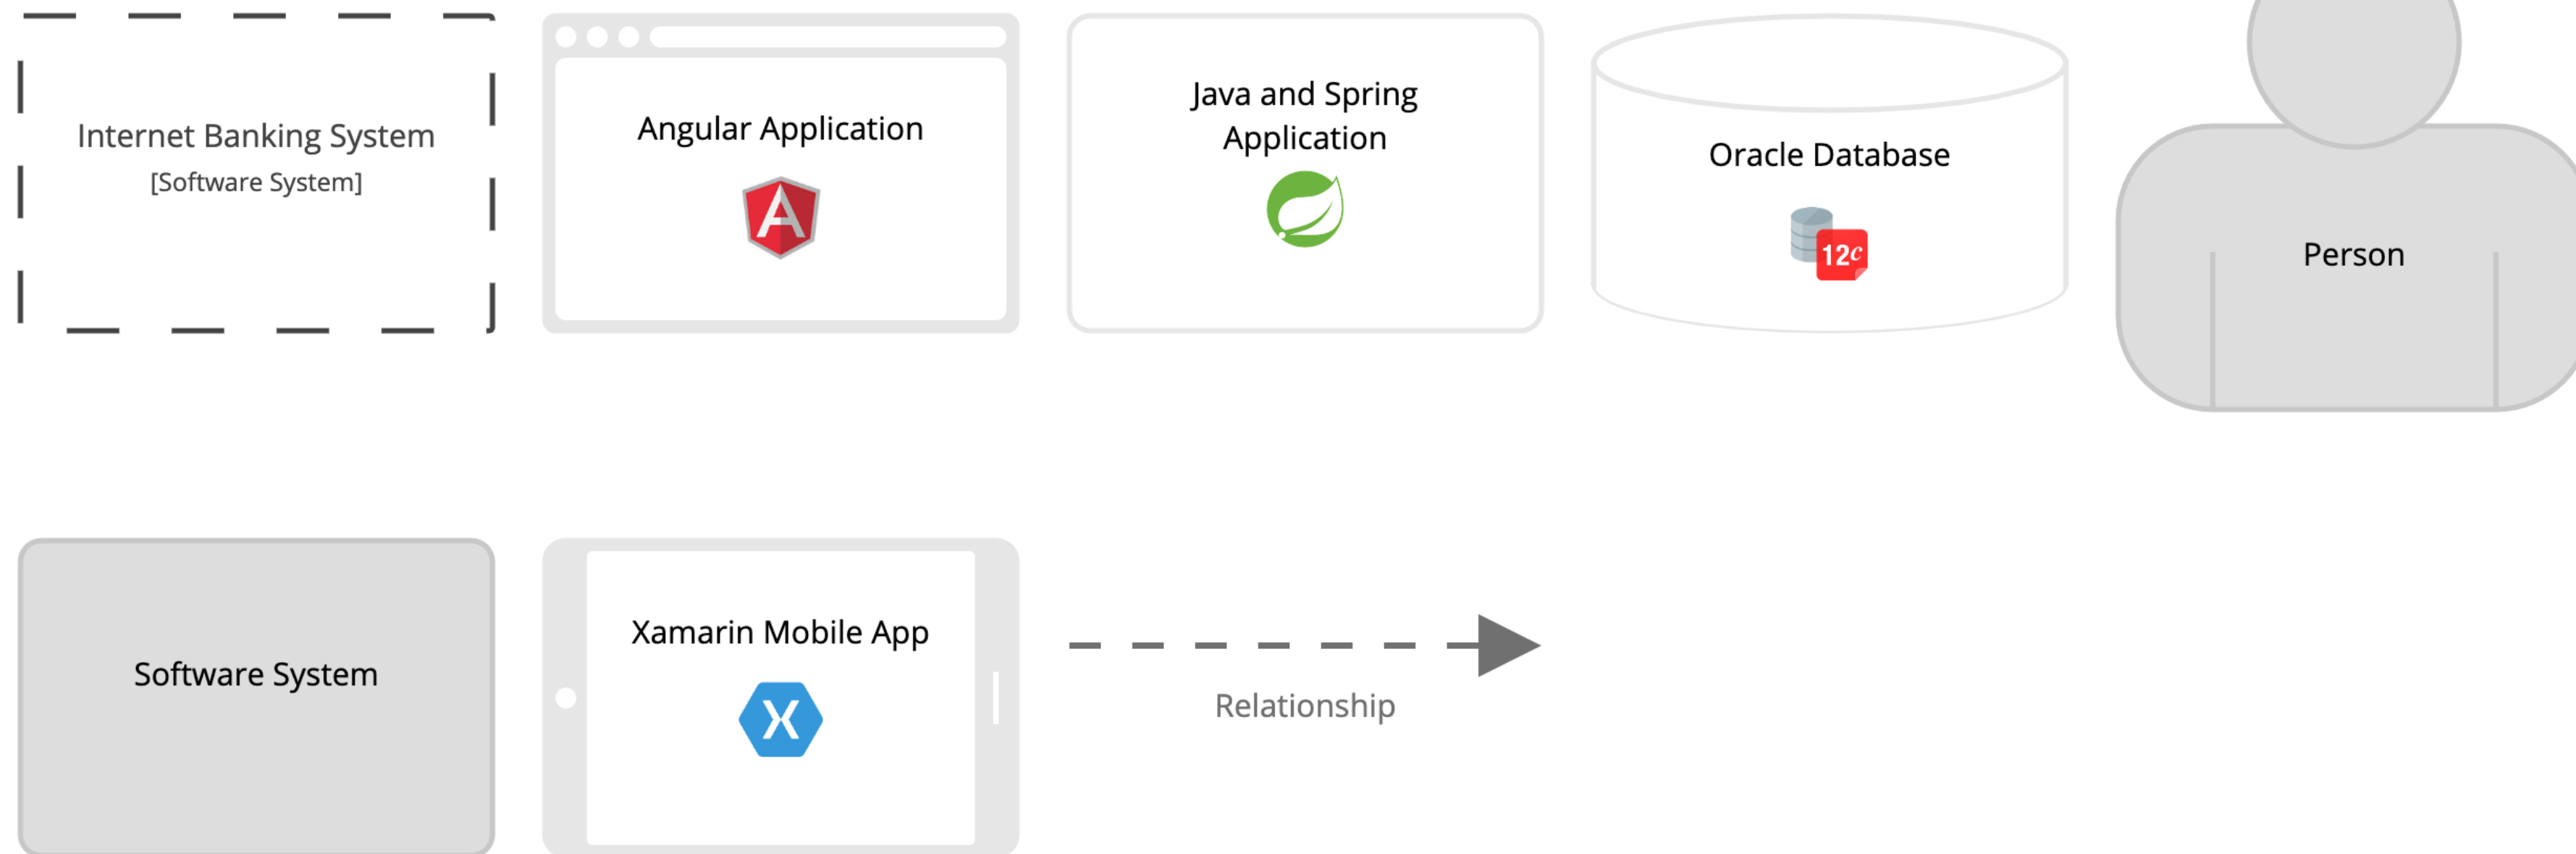 Internet Banking System
[Software System]
Angular Application
A
Java and Spring
Application
Oracle Database
12c
Person
Software System
Xamarin Mobile App
X
Relationship